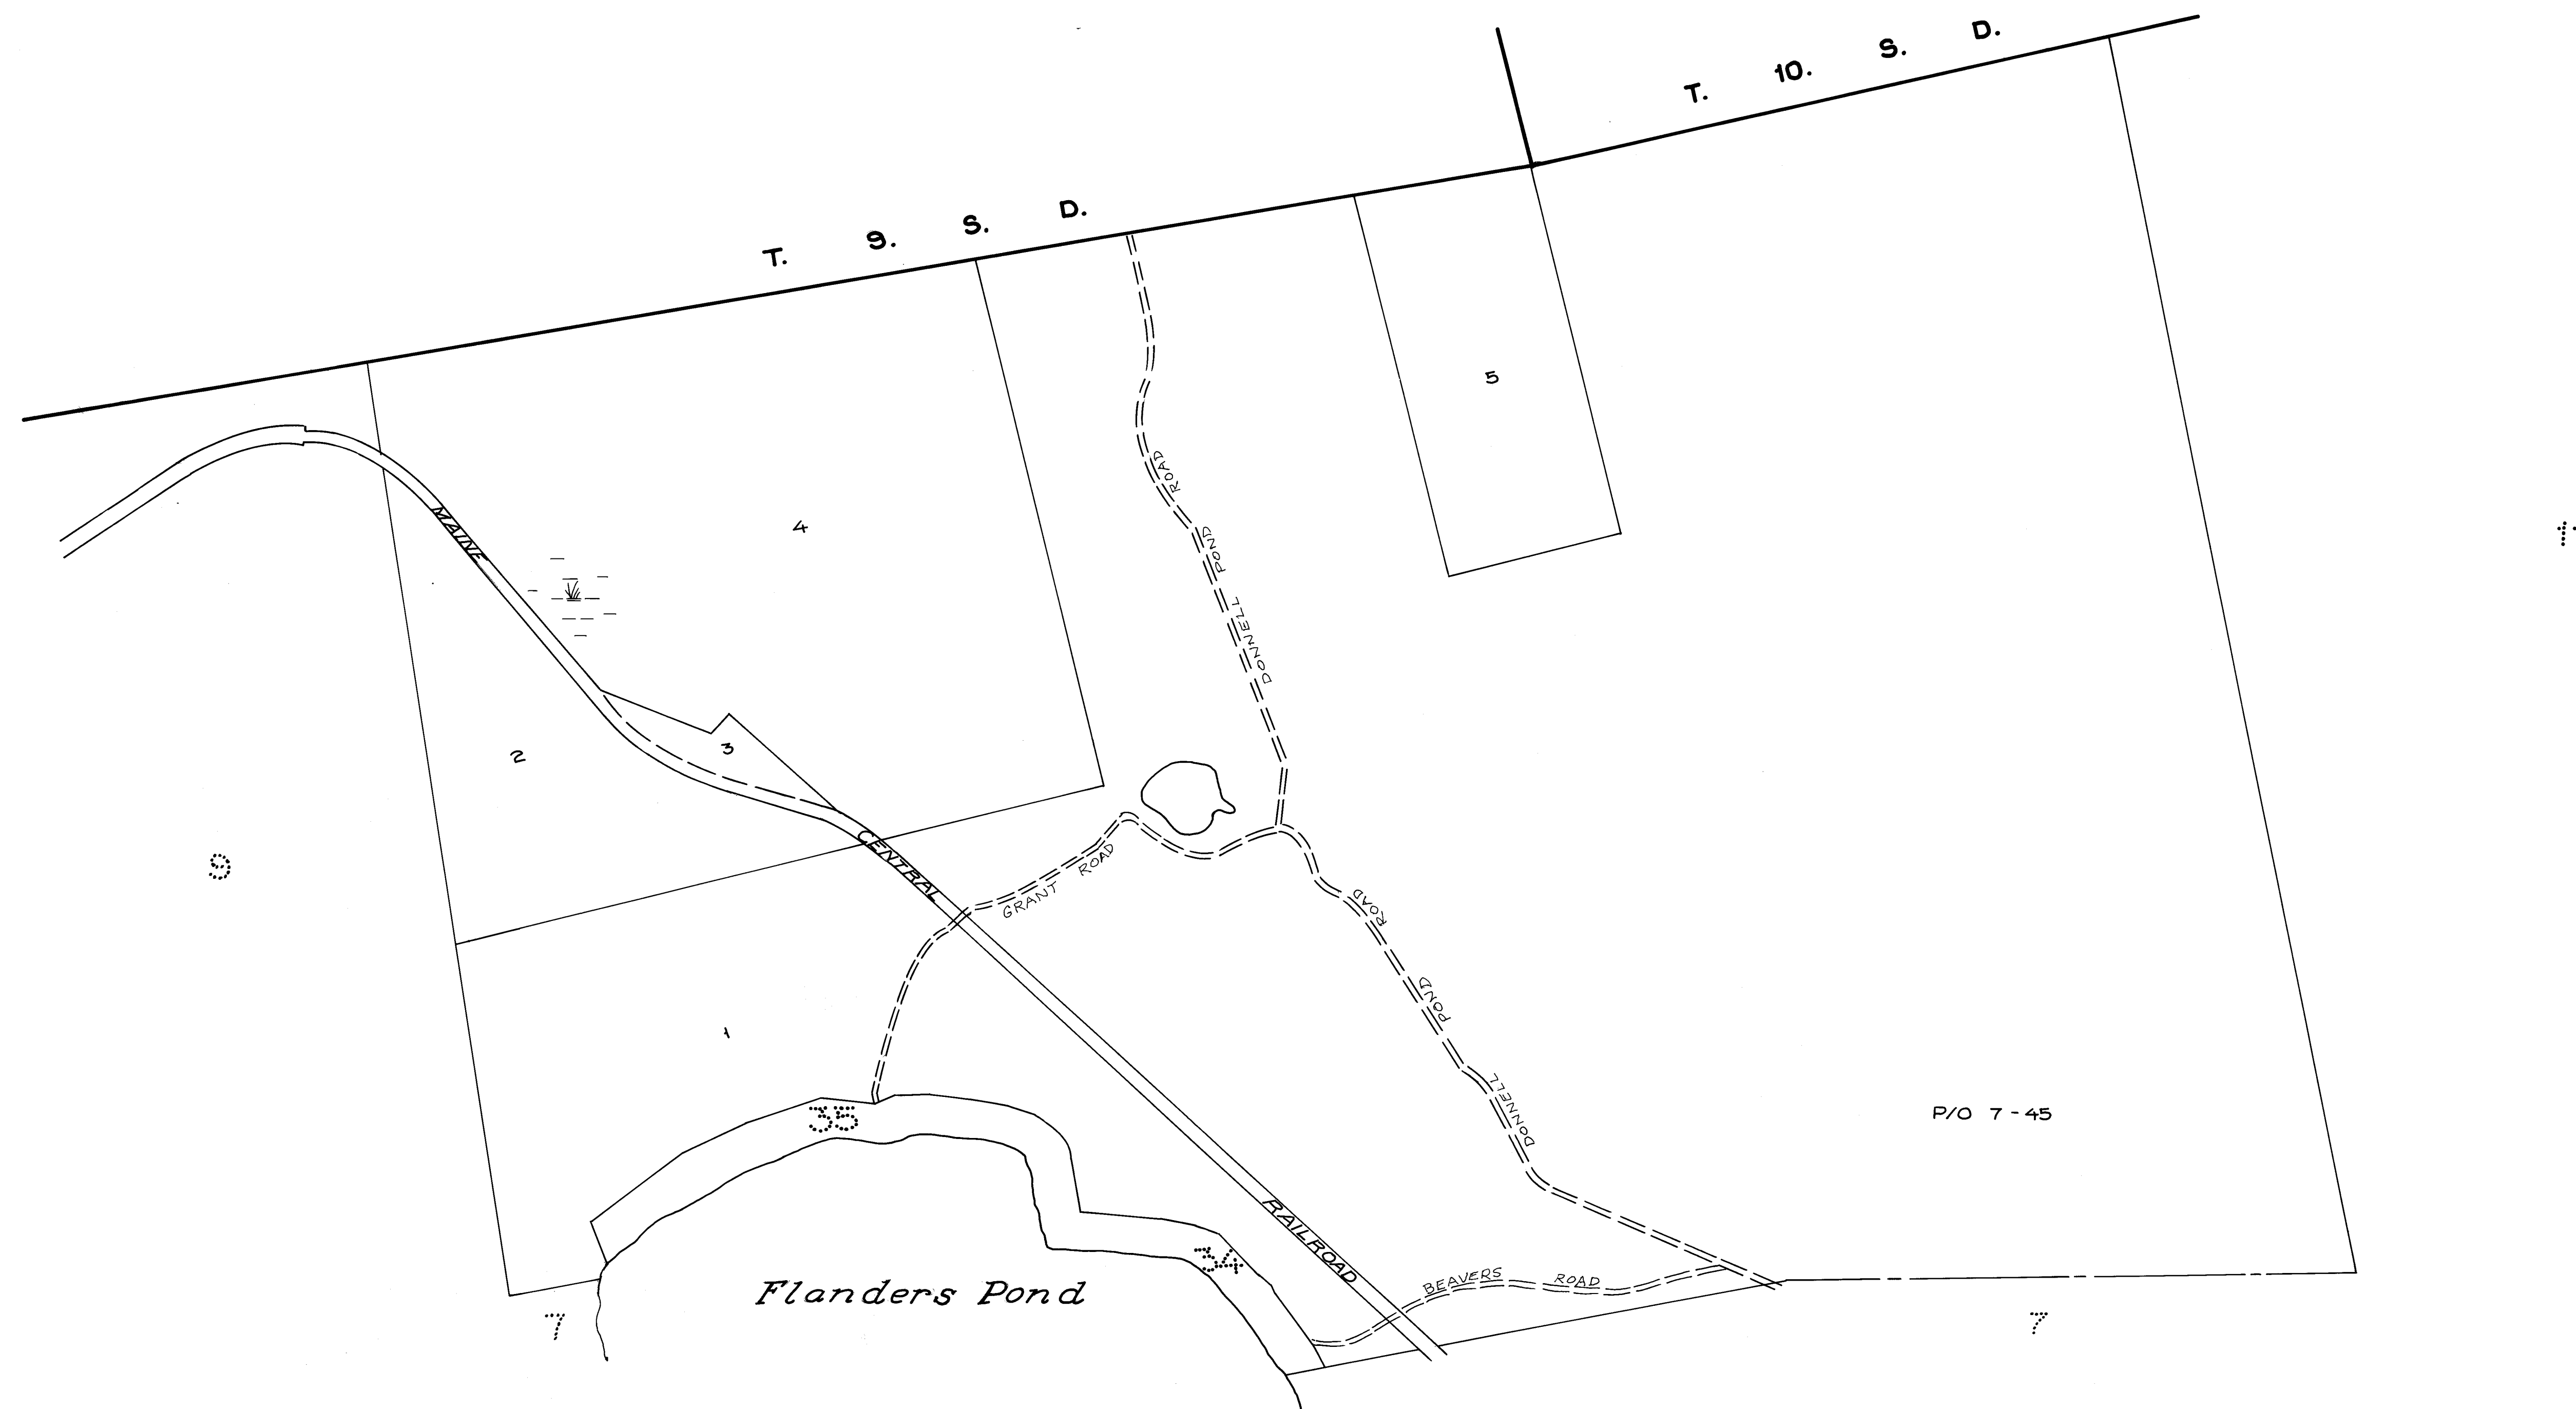 T. 10. S. D.
T. 9. S. D.
5
4
DONNELL POND ROAD
2
3
MAINE CENTRAL RAILROAD
9
GRANT ROAD
1
DONNELL POND ROAD
35
P/O 7-45
34
Flanders Pond
BEAVERS ROAD
7
7